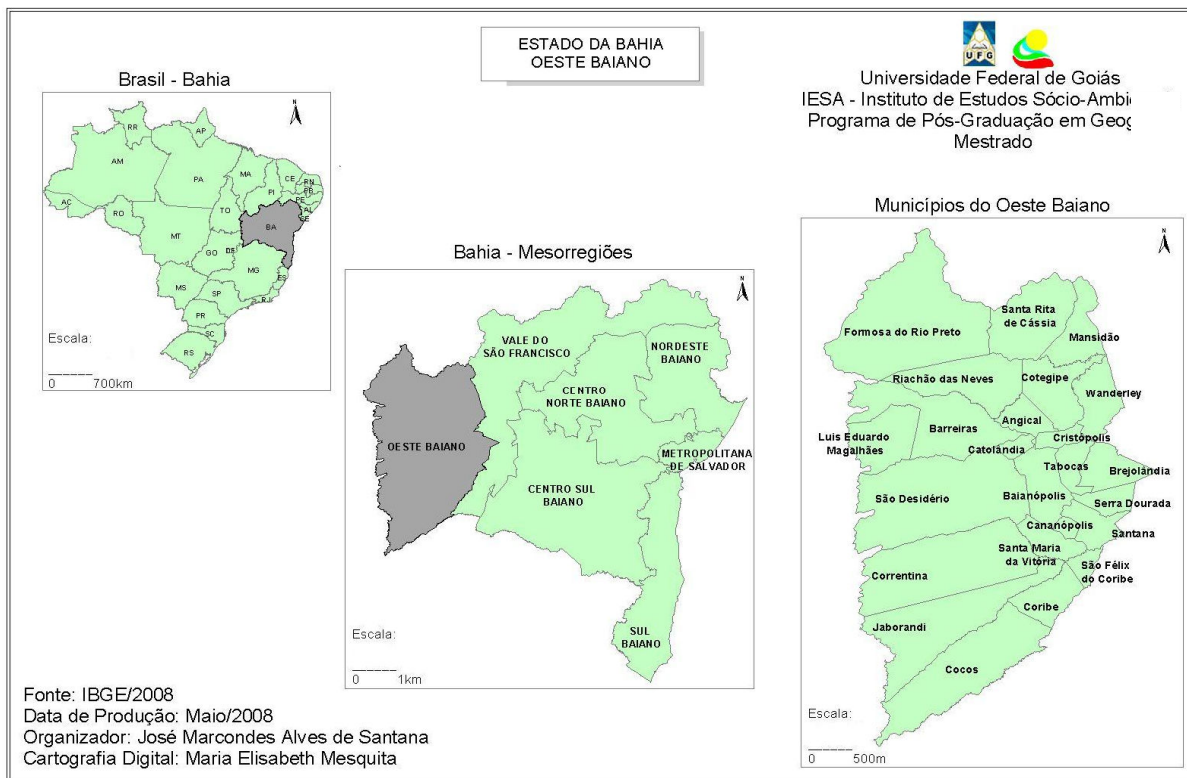 ESTADO DA BAHIA
OESTE BAIANO
UFG
Universidade Federal de Goiás
IESA - Instituto de Estudos Sócio-Ambi
Programa de Pós-Graduação em Geog
Mestrado
Brasil - Bahia
N
RR
AP
AM
PA
MA
CE
RN
PB
PI
PE
AL
SE
AC
RO
TO
BA
MT
GO
DF
MG
ES
MS
SP
RJ
PR
SC
RS
Escala:
0 700km
Bahia - Mesorregiões
N
VALE DO
SÃO FRANCISCO
NORDESTE
BAIANO
CENTRO
NORTE BAIANO
OESTE BAIANO
METROPOLITANA
DE SALVADOR
CENTRO SUL
BAIANO
SUL
BAIANO
Escala:
0 1km
Municípios do Oeste Baiano
N
Santa Rita
de Cássia
Formosa do Rio Preto
Mansidão
Riachão das Neves
Cotegipe
Wanderley
Angical
Barreiras
Luis Eduardo
Magalhães
Cristópolis
Catolândia
Tabocas
Brejolândia
São Desidério
Baianópolis
Serra Dourada
Cananópolis
Santana
Santa Maria
da Vitória
São Félix
do Coribe
Correntina
Coribe
Jaborandi
Cocos
Escala:
0 500m
Fonte: IBGE/2008
Data de Produção: Maio/2008
Organizador: José Marcondes Alves de Santana
Cartografia Digital: Maria Elisabeth Mesquita